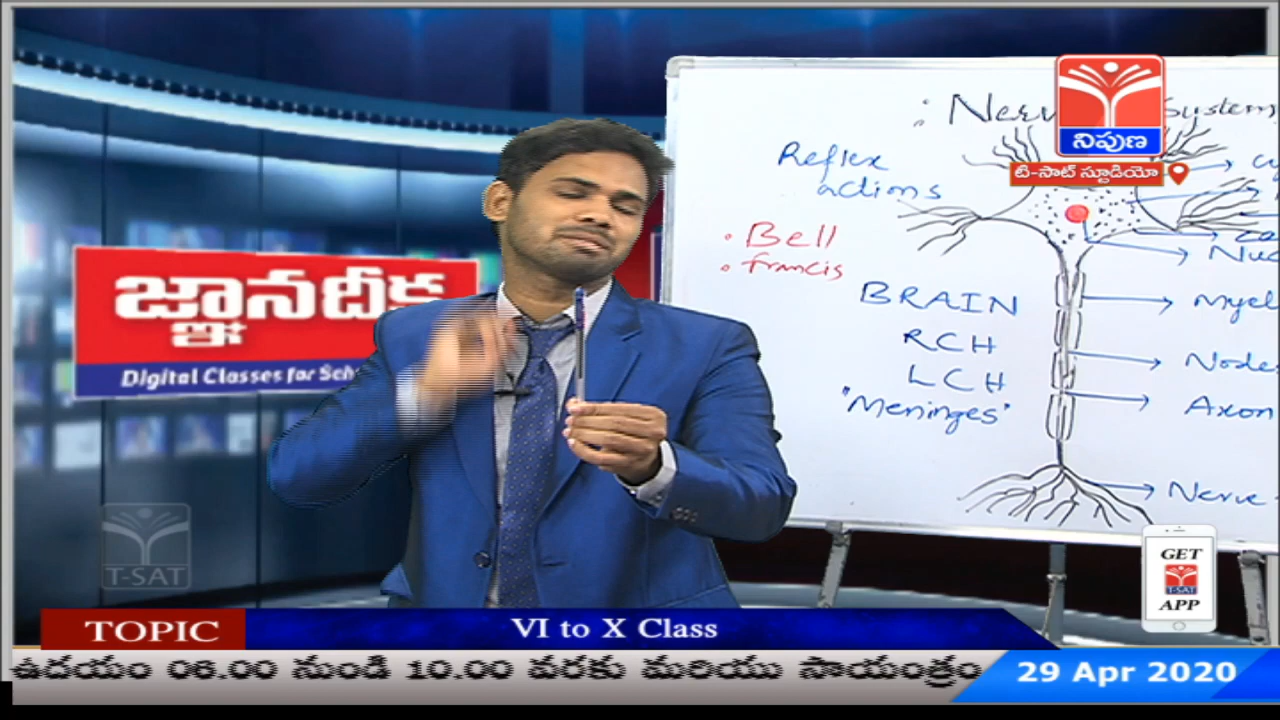 : Nerv System
Reflex
actions
• Bell
• francis
BRAIN
RCH
LCH
"Meninges"
Nuc
Myel
Node
Axon
Nerve
నిపుణ
టి-సాట్ స్టూడియో
జ్ఞానదీక
Digital Classes for Sch
T-SAT
GET
T-SAT
APP
TOPIC
VI to X Class
ఉదయం 06.00 నుండి 10.00 వరకు మరియు సాయంత్రం
29 Apr 2020